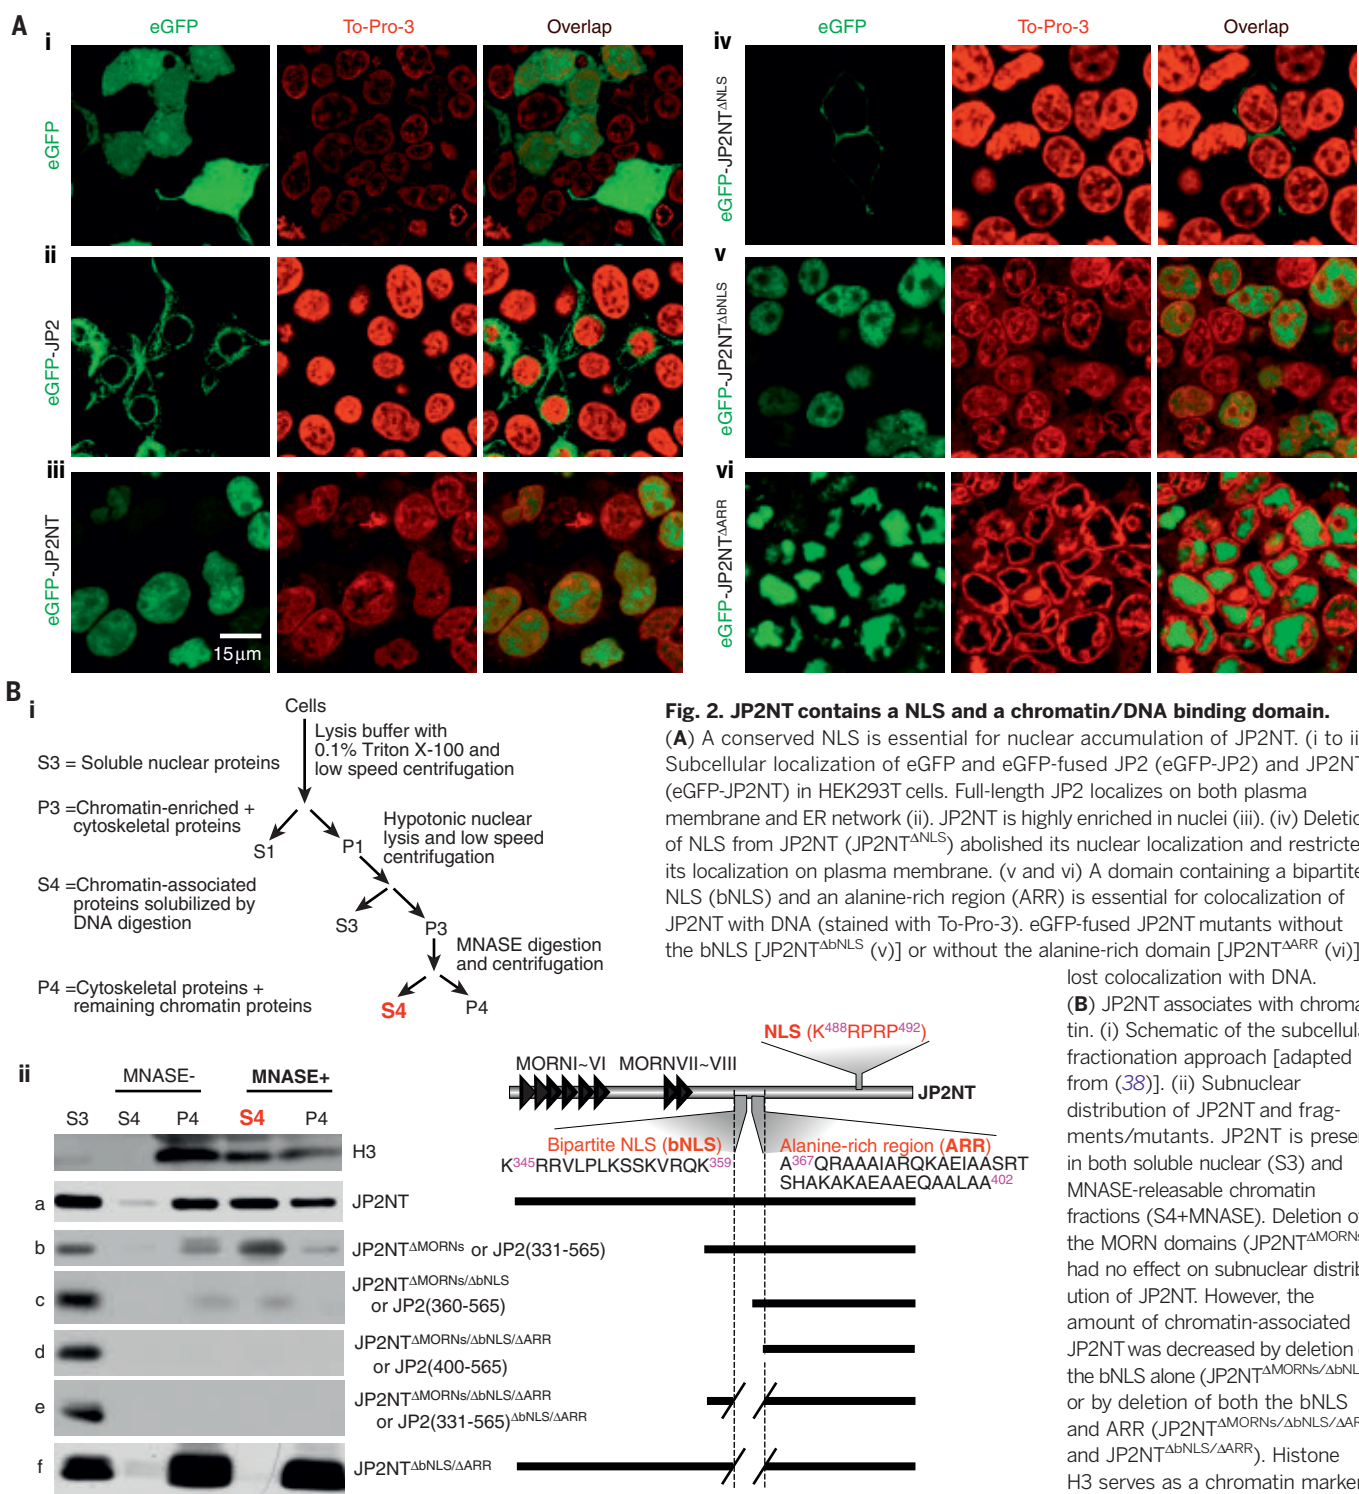 A
eGFP To-Pro-3 Overlap
i
eGFP
ii
eGFP-JP2
iii
eGFP-JP2NT
15 μm
eGFP To-Pro-3 Overlap
iv
eGFP-JP2NTΔNLS
v
eGFP-JP2NTΔbNLS
vi
eGFP-JP2NTΔARR
B
i
Cells
Lysis buffer with
0.1% Triton X-100 and
low speed centrifugation
S3 = Soluble nuclear proteins
P3 =Chromatin-enriched +
cytoskeletal proteins
S4 =Chromatin-associated
proteins solubilized by
DNA digestion
P4 =Cytoskeletal proteins +
remaining chromatin proteins
S1 P1
Hypotonic nuclear
lysis and low speed
centrifugation
S3 P3
MNASE digestion
and centrifugation
S4 P4
Fig. 2. JP2NT contains a NLS and a chromatin/DNA binding domain.
(A) A conserved NLS is essential for nuclear accumulation of JP2NT. (i to ii
Subcellular localization of eGFP and eGFP-fused JP2 (eGFP-JP2) and JP2NT
(eGFP-JP2NT) in HEK293T cells. Full-length JP2 localizes on both plasma
membrane and ER network (ii). JP2NT is highly enriched in nuclei (iii). (iv) Deletio
of NLS from JP2NT (JP2NTΔNLS) abolished its nuclear localization and restricte
its localization on plasma membrane. (v and vi) A domain containing a bipartite
NLS (bNLS) and an alanine-rich region (ARR) is essential for colocalization of
JP2NT with DNA (stained with To-Pro-3). eGFP-fused JP2NT mutants without
the bNLS [JP2NTΔbNLS (v)] or without the alanine-rich domain [JP2NTΔARR (vi)]
lost colocalization with DNA.
(B) JP2NT associates with chroma
tin. (i) Schematic of the subcellula
fractionation approach [adapted
from (38)]. (ii) Subnuclear
distribution of JP2NT and frag-
ments/mutants. JP2NT is prese
in both soluble nuclear (S3) and
MNASE-releasable chromatin
fractions (S4+MNASE). Deletion o
the MORN domains (JP2NTΔMORNs
had no effect on subnuclear distrib
ution of JP2NT. However, the
amount of chromatin-associated
JP2NT was decreased by deletion
the bNLS alone (JP2NTΔMORNs/ΔbNL
or by deletion of both the bNLS
and ARR (JP2NTΔMORNs/ΔbNLS/ΔAR
and JP2NTΔbNLS/ΔARR). Histone
H3 serves as a chromatin marker
ii
MNASE- MNASE+
S3 S4 P4 S4 P4
H3
a JP2NT
b JP2NTΔMORNs or JP2(331-565)
c JP2NTΔMORNs/ΔbNLS
or JP2(360-565)
d JP2NTΔMORNs/ΔbNLS/ΔARR
or JP2(400-565)
e JP2NTΔMORNs/ΔbNLS/ΔARR
or JP2(331-565)ΔbNLS/ΔARR
f JP2NTΔbNLS/ΔARR
NLS (K488RPRP492)
MORNI~VI MORNVII~VIII
JP2NT
Bipartite NLS (bNLS)
K345RRVLPLKSSKVRQK359
Alanine-rich region (ARR)
A367QRAAAIARQKAEIAASRT
SHAKAKAEAAEQAALAA402